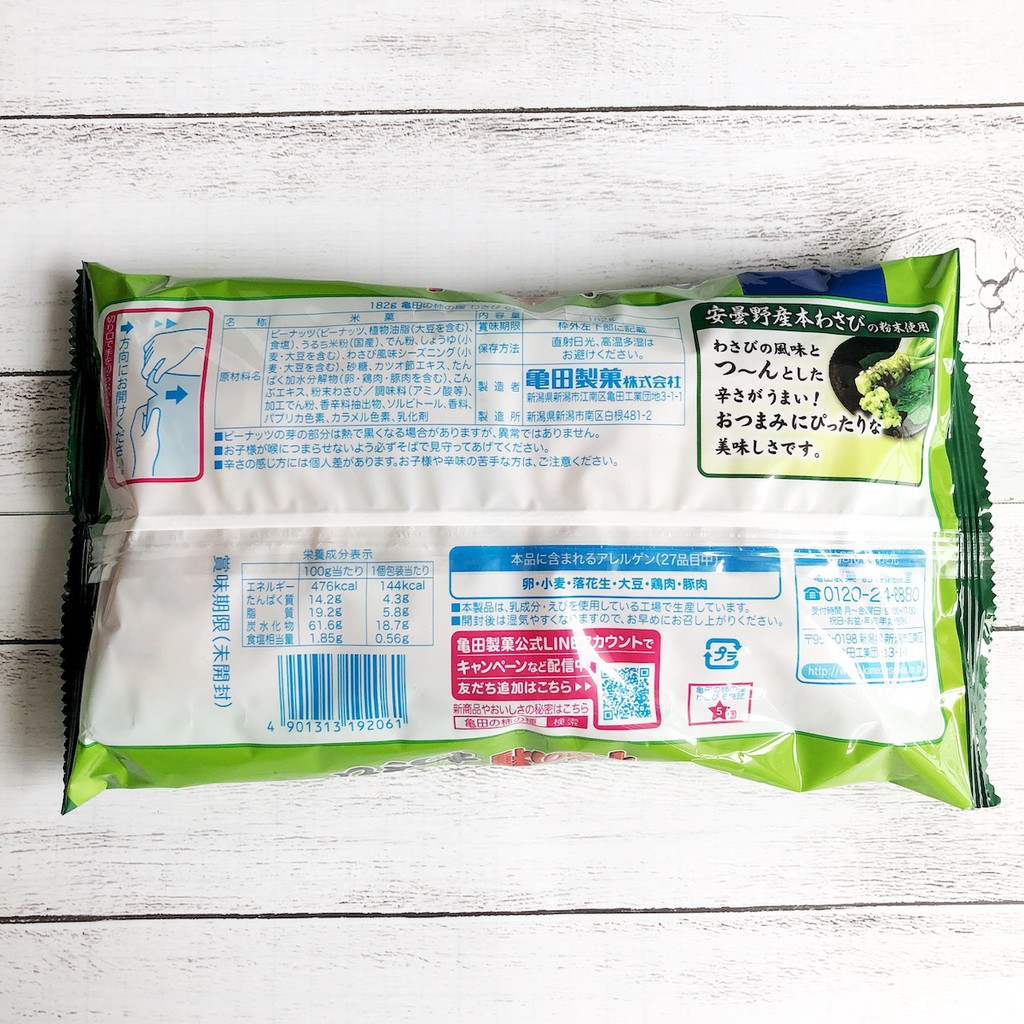 182g 亀田の柿の種 わさび
名 称 米 菓
原材料名
ピーナッツ(ピーナッツ、植物油脂(大豆を含む)、
食塩)、うるち米粉(国産)、でん粉、しょうゆ(小
麦・大豆を含む)、わさび風味シーズニング(小
麦・大豆を含む)、砂糖、カツオ節エキス、たん
ぱく加水分解物(卵・鶏肉・豚肉を含む)、こん
ぶエキス、粉末わさび/調味料(アミノ酸等)、
加工でん粉、香辛料抽出物、ソルビトール、香料、
パプリカ色素、カラメル色素、乳化剤
内 容 量 182g
賞味期限 枠外左下部に記載
保存方法 直射日光、高温多湿は
お避けください。
製 造 者 亀田製菓株式会社
新潟県新潟市江南区亀田工業団地3-1-1
製 造 所 新潟県新潟市南区白根481-2
■ピーナッツの芽の部分は熱で黒くなる場合がありますが、異常ではありません。
■お子様が喉につまらせないよう必ずそばで見守ってあげてください。
■辛さの感じ方には個人差があります。お子様や辛味の苦手な方は、ご注意ください。
安曇野産本わさびの粉末使用
わさびの風味と
つ〜んとした
辛さがうまい!
おつまみにぴったりな
美味しさです。
方向にお開けください。
賞味期限(未開封)
栄養成分表示
100g当たり 1個包装当たり
エネルギー 476kcal 144kcal
たんぱく質 14.2g 4.3g
脂 質 19.2g 5.8g
炭水化物 61.6g 18.7g
食塩相当量 1.85g 0.56g
4 901313 192061
本品に含まれるアレルゲン(27品目中)
卵・小麦・落花生・大豆・鶏肉・豚肉
■本製品は、乳成分・えびを使用している工場で生産しています。
■開封後は湿気やすくなりますので、お早めにお召し上がりください。
亀田製菓公式LINEアカウントで
キャンペーンなど配信中
友だち追加はこちら▶▶
新商品やおいしさの秘密はこちら
亀田の柿の種 検索
プラ
5
0120-24-8880